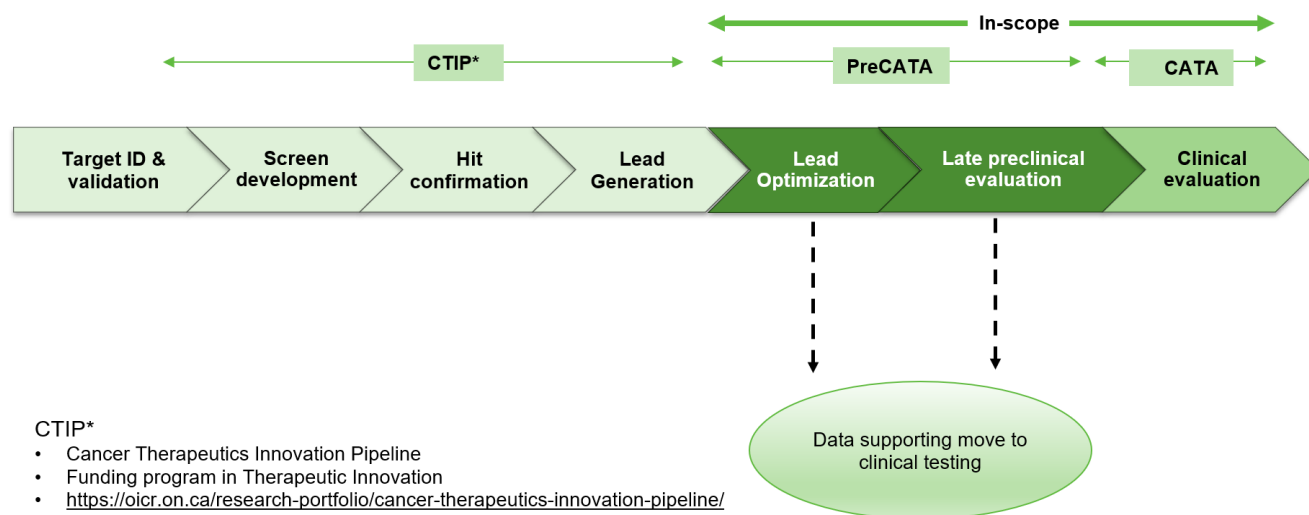 In-scope
CTIP*
PreCATA
CATA
Target ID &
validation
Screen
development
Hit
confirmation
Lead
Generation
Lead
Optimization
Late preclinical
evaluation
Clinical
evaluation
Data supporting move to
clinical testing
CTIP*
• Cancer Therapeutics Innovation Pipeline
• Funding program in Therapeutic Innovation
• https://oicr.on.ca/research-portfolio/cancer-therapeutics-innovation-pipeline/